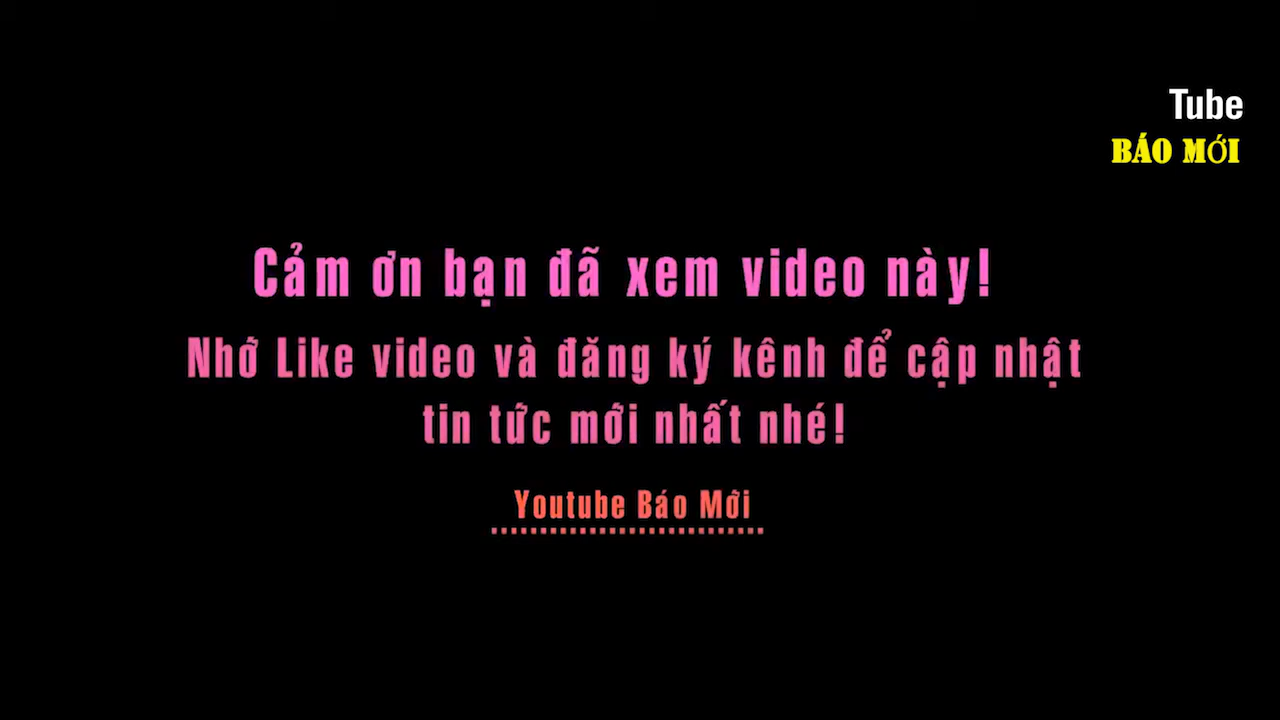 Tube
BÁO MỚI
Cảm ơn bạn đã xem video này!
Nhớ Like video và đăng ký kênh để cập nhật
tin tức mới nhất nhé!
Youtube Báo Mới